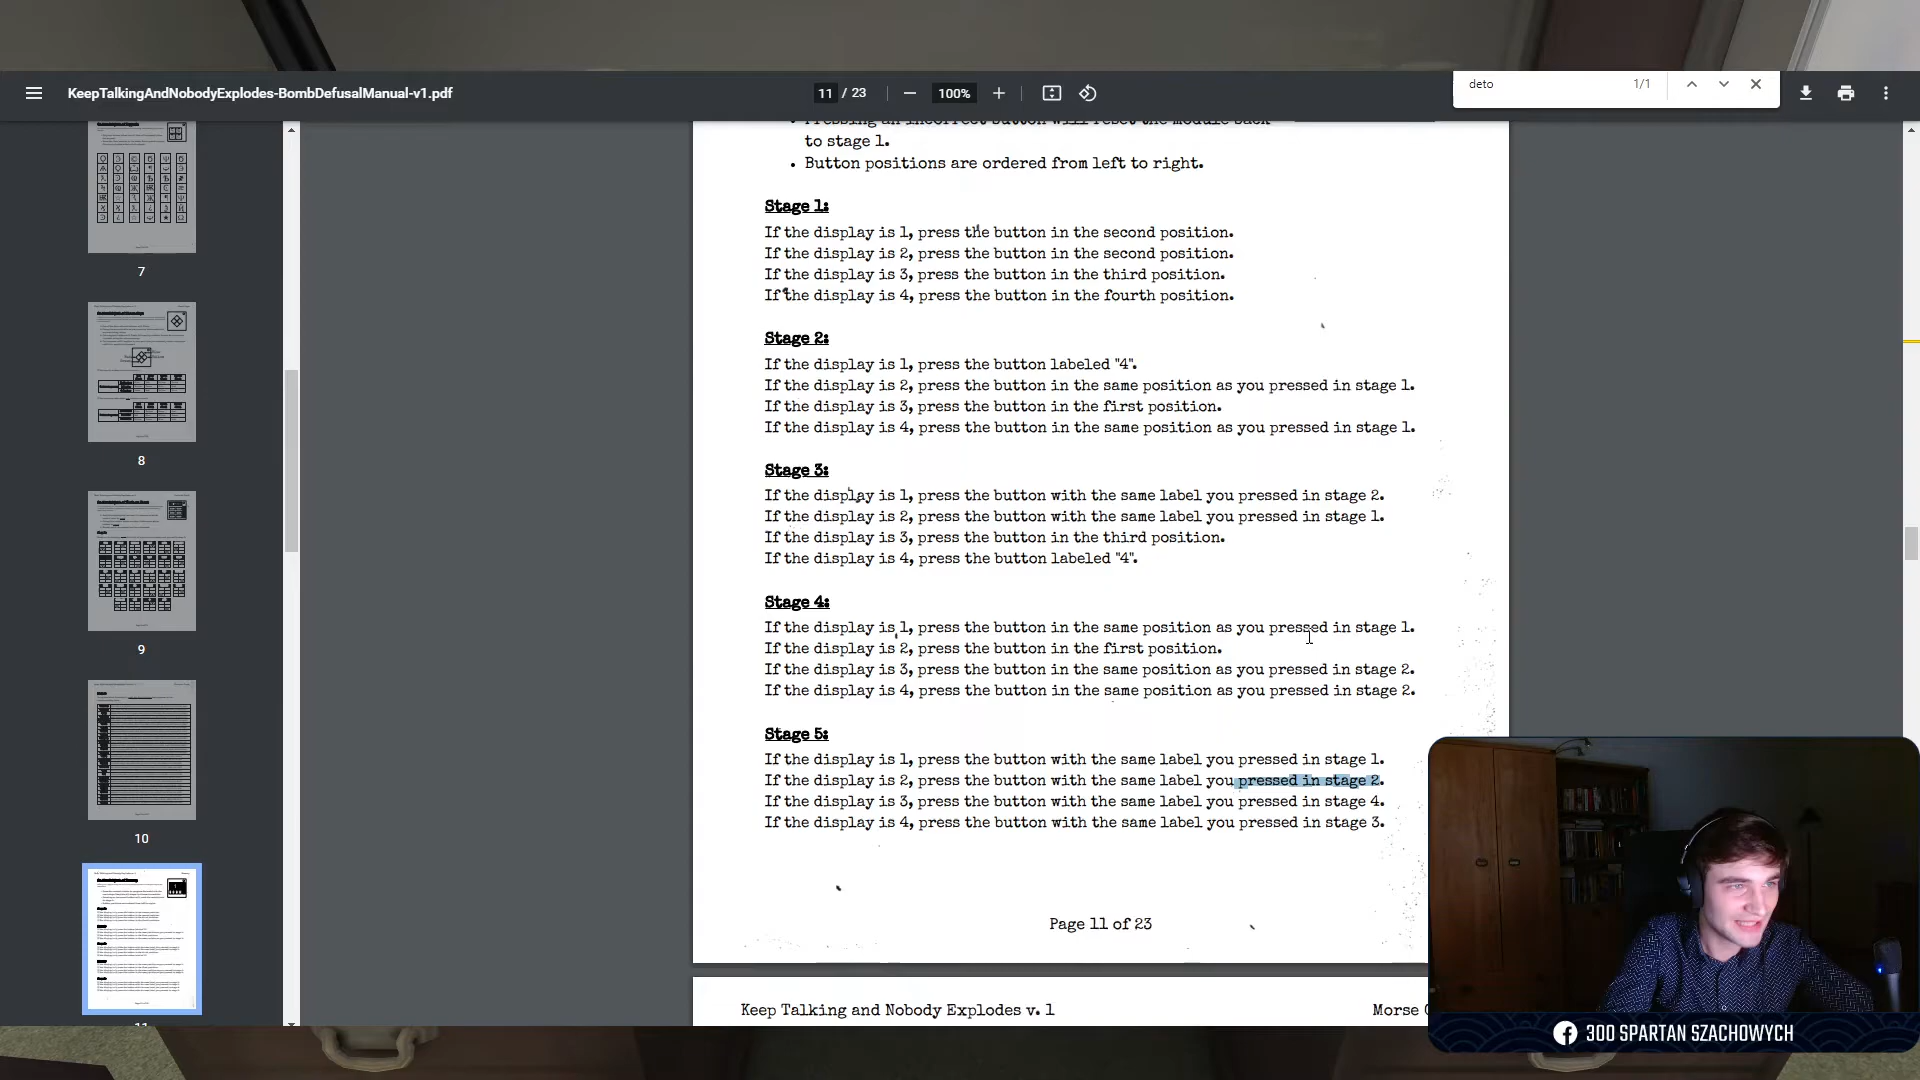 KeepTalkingAndNobodyExplodes-BombDefusalManual-v1.pdf
11 / 23
100%
deto
1/1
7
8
9
10
11
Pressing an incorrect button will reset the module back
to stage 1.
• Button positions are ordered from left to right.
Stage 1:
If the display is 1, press the button in the second position.
If the display is 2, press the button in the second position.
If the display is 3, press the button in the third position.
If the display is 4, press the button in the fourth position.
Stage 2:
If the display is 1, press the button labeled "4".
If the display is 2, press the button in the same position as you pressed in stage 1.
If the display is 3, press the button in the first position.
If the display is 4, press the button in the same position as you pressed in stage 1.
Stage 3:
If the display is 1, press the button with the same label you pressed in stage 2.
If the display is 2, press the button with the same label you pressed in stage 1.
If the display is 3, press the button in the third position.
If the display is 4, press the button labeled "4".
Stage 4:
If the display is 1, press the button in the same position as you pressed in stage 1.
If the display is 2, press the button in the first position.
If the display is 3, press the button in the same position as you pressed in stage 2.
If the display is 4, press the button in the same position as you pressed in stage 2.
Stage 5:
If the display is 1, press the button with the same label you pressed in stage 1.
If the display is 2, press the button with the same label you pressed in stage 2.
If the display is 3, press the button with the same label you pressed in stage 4.
If the display is 4, press the button with the same label you pressed in stage 3.
Page 11 of 23
Keep Talking and Nobody Explodes v. 1
Morse
300 SPARTAN SZACHOWYCH